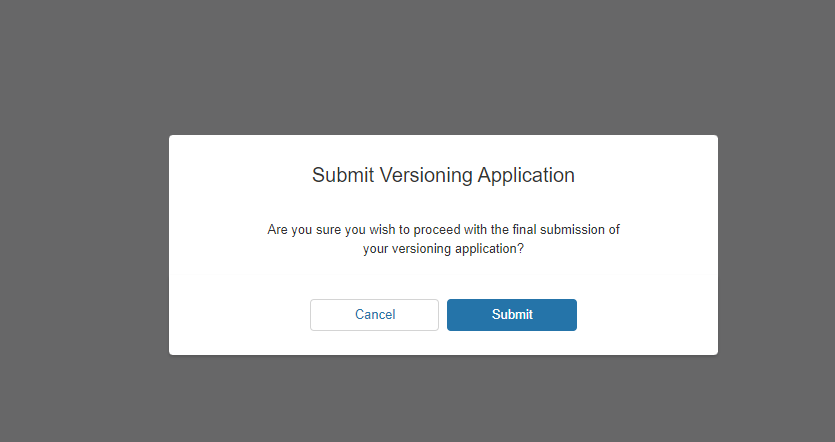 Submit Versioning Application
Are you sure you wish to proceed with the final submission of
your versioning application?
Cancel
Submit